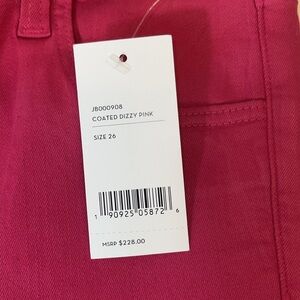 JB000908
COATED DIZZY PINK
SIZE 26
1 90925 05872 6
MSRP $228.00